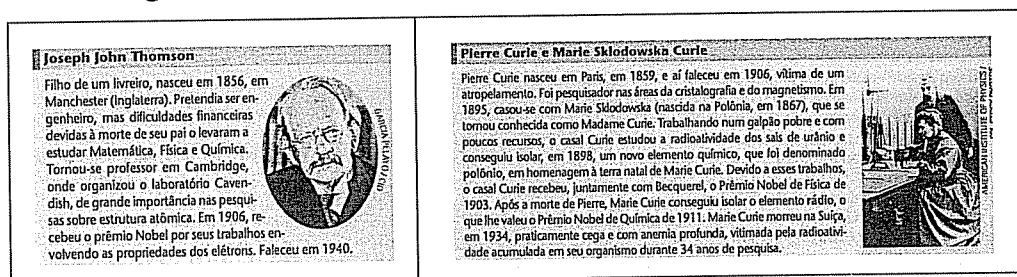 Joseph John Thomson
Filho de um livreiro, nasceu em 1856, em
Manchester (Inglaterra). Pretendia ser en-
genheiro, mas dificuldades financeiras
devidas à morte de seu pai o levaram a
estudar Matemática, Física e Química.
Tornou-se professor em Cambridge,
onde organizou o laboratório Caven-
dish, de grande importância nas pesqui-
sas sobre estrutura atômica. Em 1906, re-
cebeu o prêmio Nobel por seus trabalhos en-
volvendo as propriedades dos elétrons. Faleceu em 1940.
Pierre Curie e Marie Sklodowska Curie
Pierre Curie nasceu em Paris, em 1859, e aí faleceu em 1906, vítima de um
atropelamento. Foi pesquisador nas áreas da cristalografia e do magnetismo. Em
1895, casou-se com Marie Sklodowska (nascida na Polônia, em 1867), que se
tornou conhecida como Madame Curie. Trabalhando num galpão pobre e com
poucos recursos, o casal Curie estudou a radioatividade dos sais de urânio e
conseguiu isolar, em 1898, um novo elemento químico, que foi denominado
polônio, em homenagem à terra natal de Marie Curie. Devido a esses trabalhos,
o casal Curie recebeu, juntamente com Becquerel, o Prêmio Nobel de Física de
1903. Após a morte de Pierre, Marie Curie conseguiu isolar o elemento rádio, o
que lhe valeu o Prêmio Nobel de Química de 1911. Marie Curie morreu na Suíça,
em 1934, praticamente cega e com anemia profunda, vitimada pela radioativi-
dade acumulada em seu organismo durante 34 anos de pesquisa.
AMERICAN INSTITUTE OF PHYSICS /